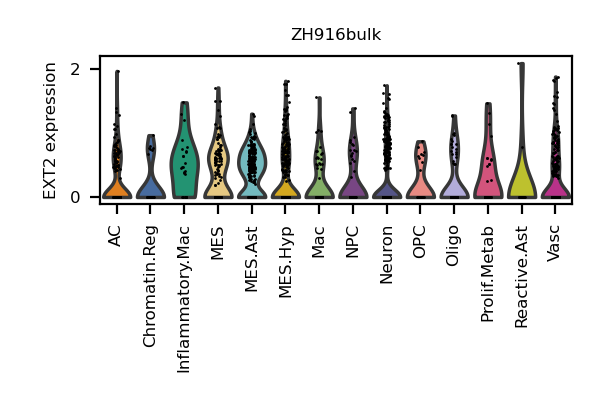 ZH916bulk
EXT2 expression
2
0
AC
Chromatin.Reg
Inflammatory.Mac
MES
MES.Ast
MES.Hyp
Mac
NPC
Neuron
OPC
Oligo
Prolif.Metab
Reactive.Ast
Vasc